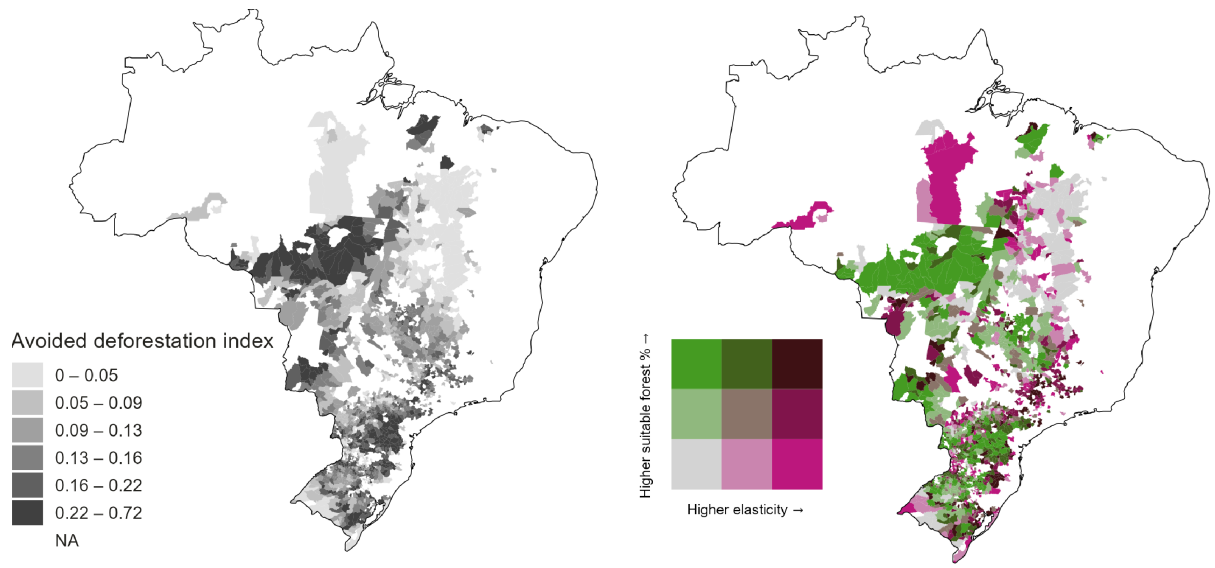 Avoided deforestation index
0 – 0.05
0.05 – 0.09
0.09 – 0.13
0.13 – 0.16
0.16 – 0.22
0.22 – 0.72
NA
Higher suitable forest % →
Higher elasticity →